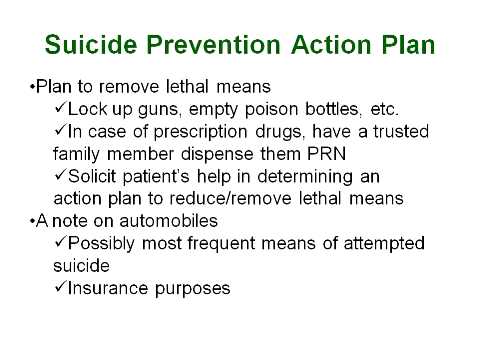 Suicide Prevention Action Plan
•Plan to remove lethal means
✓Lock up guns, empty poison bottles, etc.
✓In case of prescription drugs, have a trusted
family member dispense them PRN
✓Solicit patient's help in determining an
action plan to reduce/remove lethal means
•A note on automobiles
✓Possibly most frequent means of attempted
suicide
✓Insurance purposes